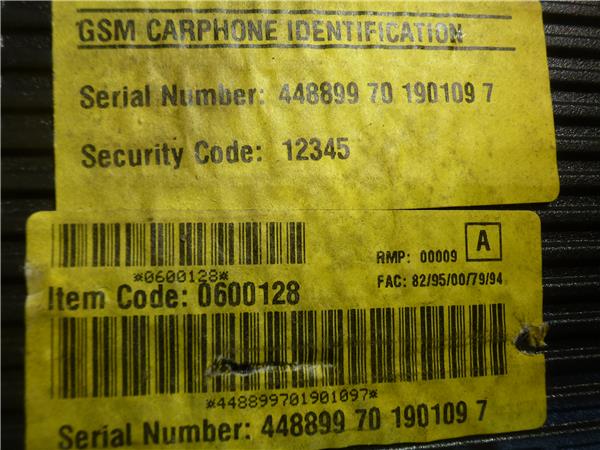 GSM CARPHONE IDENTIFICATION
Serial Number: 448899 70 190109 7
Security Code: 12345
*0600128*
RMP: 00009 A
Item Code: 0600128
FAC: 82/95/00/79/94
*448899701901097*
Serial Number: 448899 70 190109 7